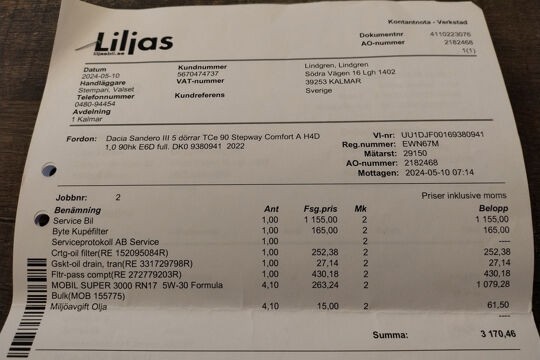 Liljas
liljasbil.se
Kontantnota - Verkstad
Dokumentnr 4110223076
AO-nummer 2182468
1(1)
Datum
2024-05-10
Handläggare
Stempari, Valset
Telefonnummer
0480-94454
Avdelning
1 Kalmar
Kundnummer
5670474737
VAT-nummer
Kundreferens
Lindgren, Lindgren
Södra Vägen 16 Lgh 1402
39253 KALMAR
Sverige
Fordon: Dacia Sandero III 5 dörrar TCe 90 Stepway Comfort A H4D
1,0 90hk E6D full. DK0 9380941 2022
VI-nr: UU1DJF00169380941
Reg.nummer: EWN67M
Mätarst: 29150
AO-nummer: 2182468
Mottagen: 2024-05-10 07:14
Jobbnr: 2
Priser inklusive moms
Benämning Ant Fsg.pris Mk Belopp
Service Bil 1,00 1 155,00 2 1 155,00
Byte Kupéfilter 1,00 165,00 2 165,00
Serviceprotokoll AB Service 1,00 2 ----
Crtg-oil filter(RE 152095084R) 1,00 252,38 2 252,38
Gskt-oil drain, tran(RE 331729798R) 1,00 27,14 2 27,14
Fltr-pass compt(RE 272779203R) 1,00 430,18 2 430,18
MOBIL SUPER 3000 RN17 5W-30 Formula 4,10 263,24 2 1 079,28
Bulk(MOB 155775) ----
Miljöavgift Olja 4,10 15,00 2 61,50
Summa: 3 170,46